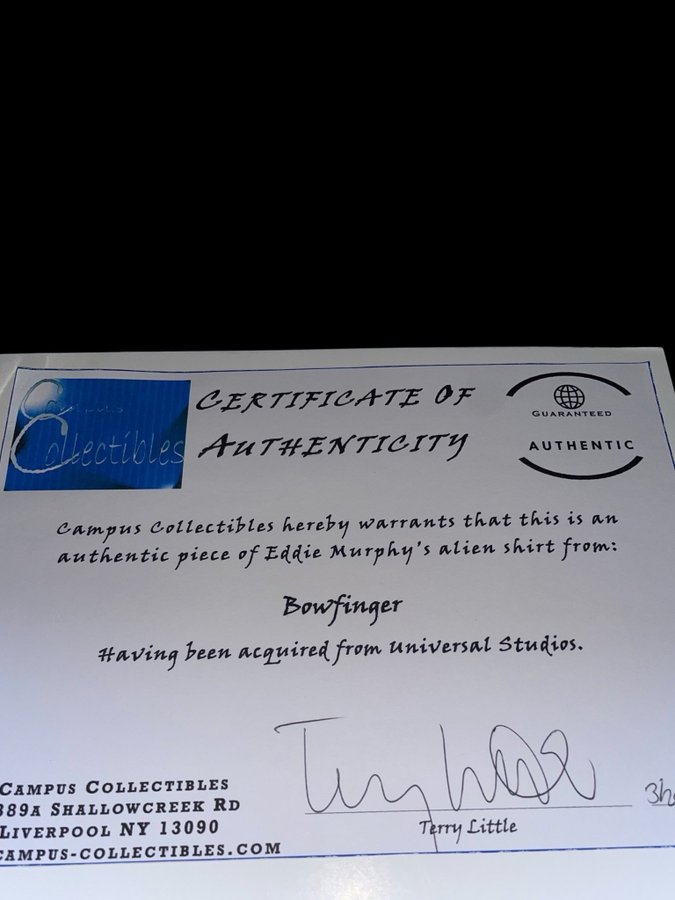 Campus
Collectibles
CERTIFICATE OF
AUTHENTICITY
GUARANTEED
AUTHENTIC
Campus Collectibles hereby warrants that this is an
authentic piece of Eddie Murphy's alien shirt from:
Bowfinger
Having been acquired from Universal Studios.
Terry Little
CAMPUS COLLECTIBLES
389A SHALLOWCREEK RD
LIVERPOOL NY 13090
CAMPUS-COLLECTIBLES.COM